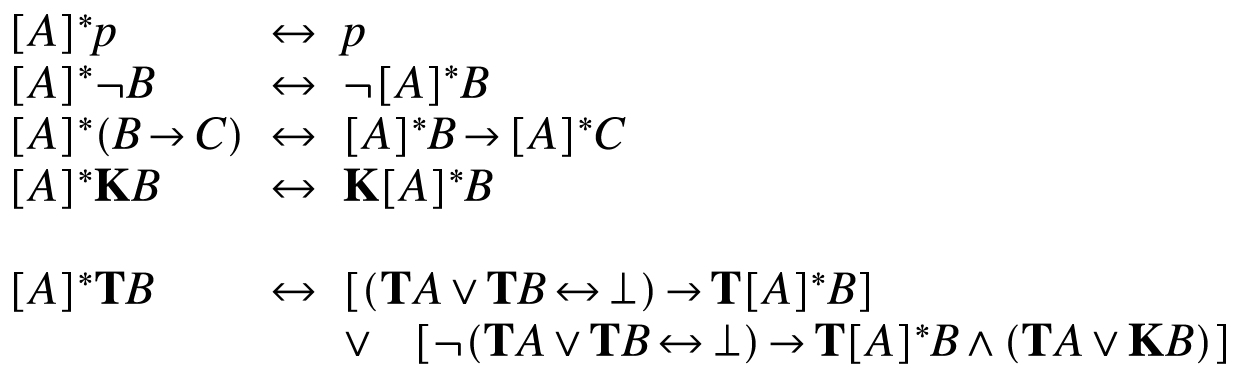 [A]*p ↔ p
[A]*¬B ↔ ¬[A]*B
[A]*(B → C) ↔ [A]*B → [A]*C
[A]*KB ↔ K[A]*B
[A]*TB ↔ [(TA ∨ TB ↔ ⊥) → T[A]*B]
∨ [¬(TA ∨ TB ↔ ⊥) → T[A]*B ∧ (TA ∨ KB)]